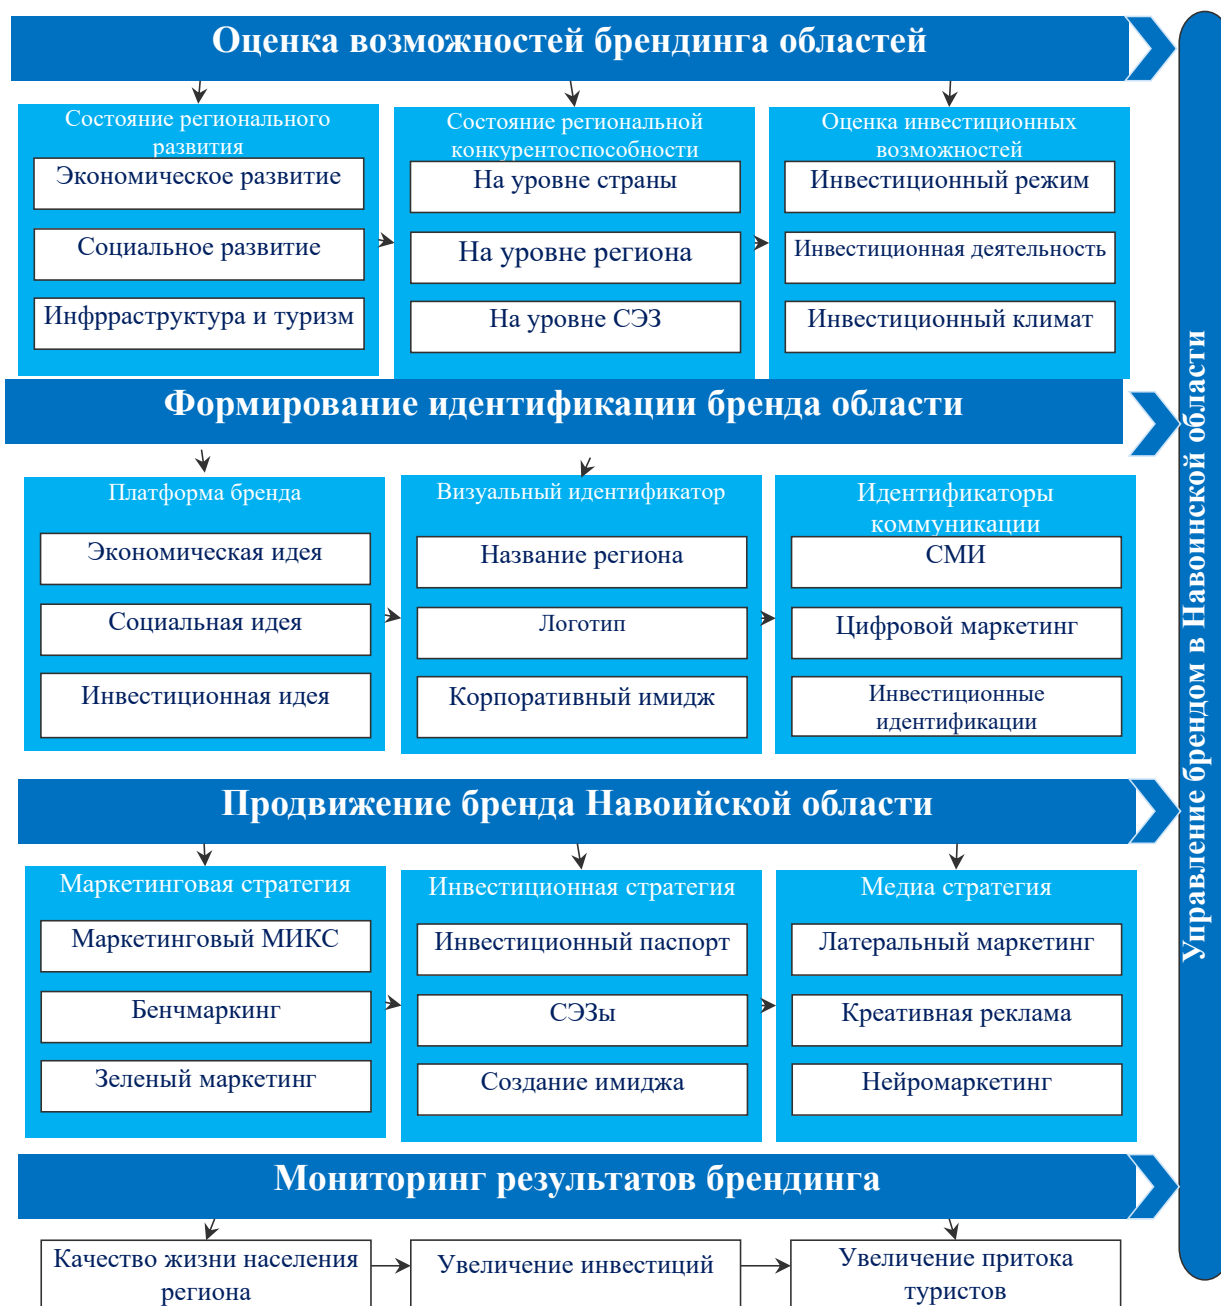 Оценка возможностей брендинга областей
Состояние регионального
развития
Экономическое развитие
Социальное развитие
Инфрраструктура и туризм
Состояние региональной
конкурентоспособности
На уровне страны
На уровне региона
На уровне СЭЗ
Оценка инвестиционных
возможностей
Инвестиционный режим
Инвестиционная деятельность
Инвестиционный климат
Формирование идентификации бренда области
Платформа бренда
Экономическая идея
Социальная идея
Инвестиционная идея
Визуальный идентификатор
Название региона
Логотип
Корпоративный имидж
Идентификаторы
коммуникации
СМИ
Цифровой маркетинг
Инвестиционные
идентификации
Продвижение бренда Навоийской области
Маркетинговая стратегия
Маркетинговый МИКС
Бенчмаркинг
Зеленый маркетинг
Инвестиционная стратегия
Инвестиционный паспорт
СЭЗы
Создание имиджа
Медиа стратегия
Латеральный маркетинг
Креативная реклама
Нейромаркетинг
Мониторинг результатов брендинга
Качество жизни населения
региона
Увеличение инвестиций
Увеличение притока
туристов
Управление брендом в Навоинской области